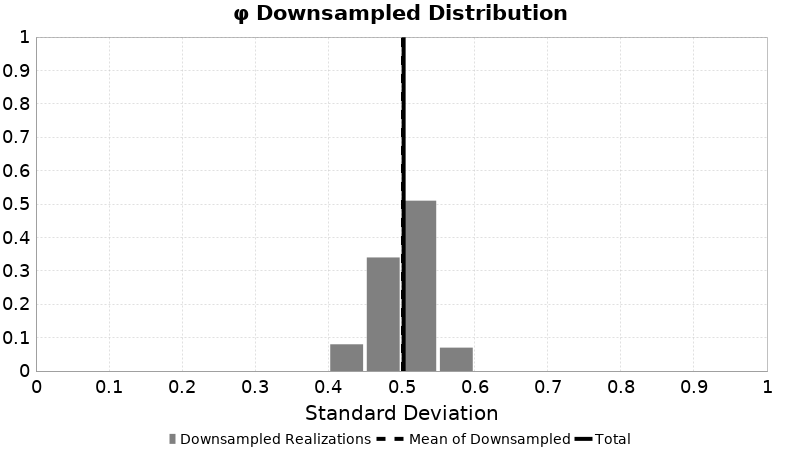 φ Downsampled Distribution
1
0.9
0.8
0.7
0.6
0.5
0.4
0.3
0.2
0.1
0
0 0.1 0.2 0.3 0.4 0.5 0.6 0.7 0.8 0.9 1
Standard Deviation
Downsampled Realizations Mean of Downsampled Total